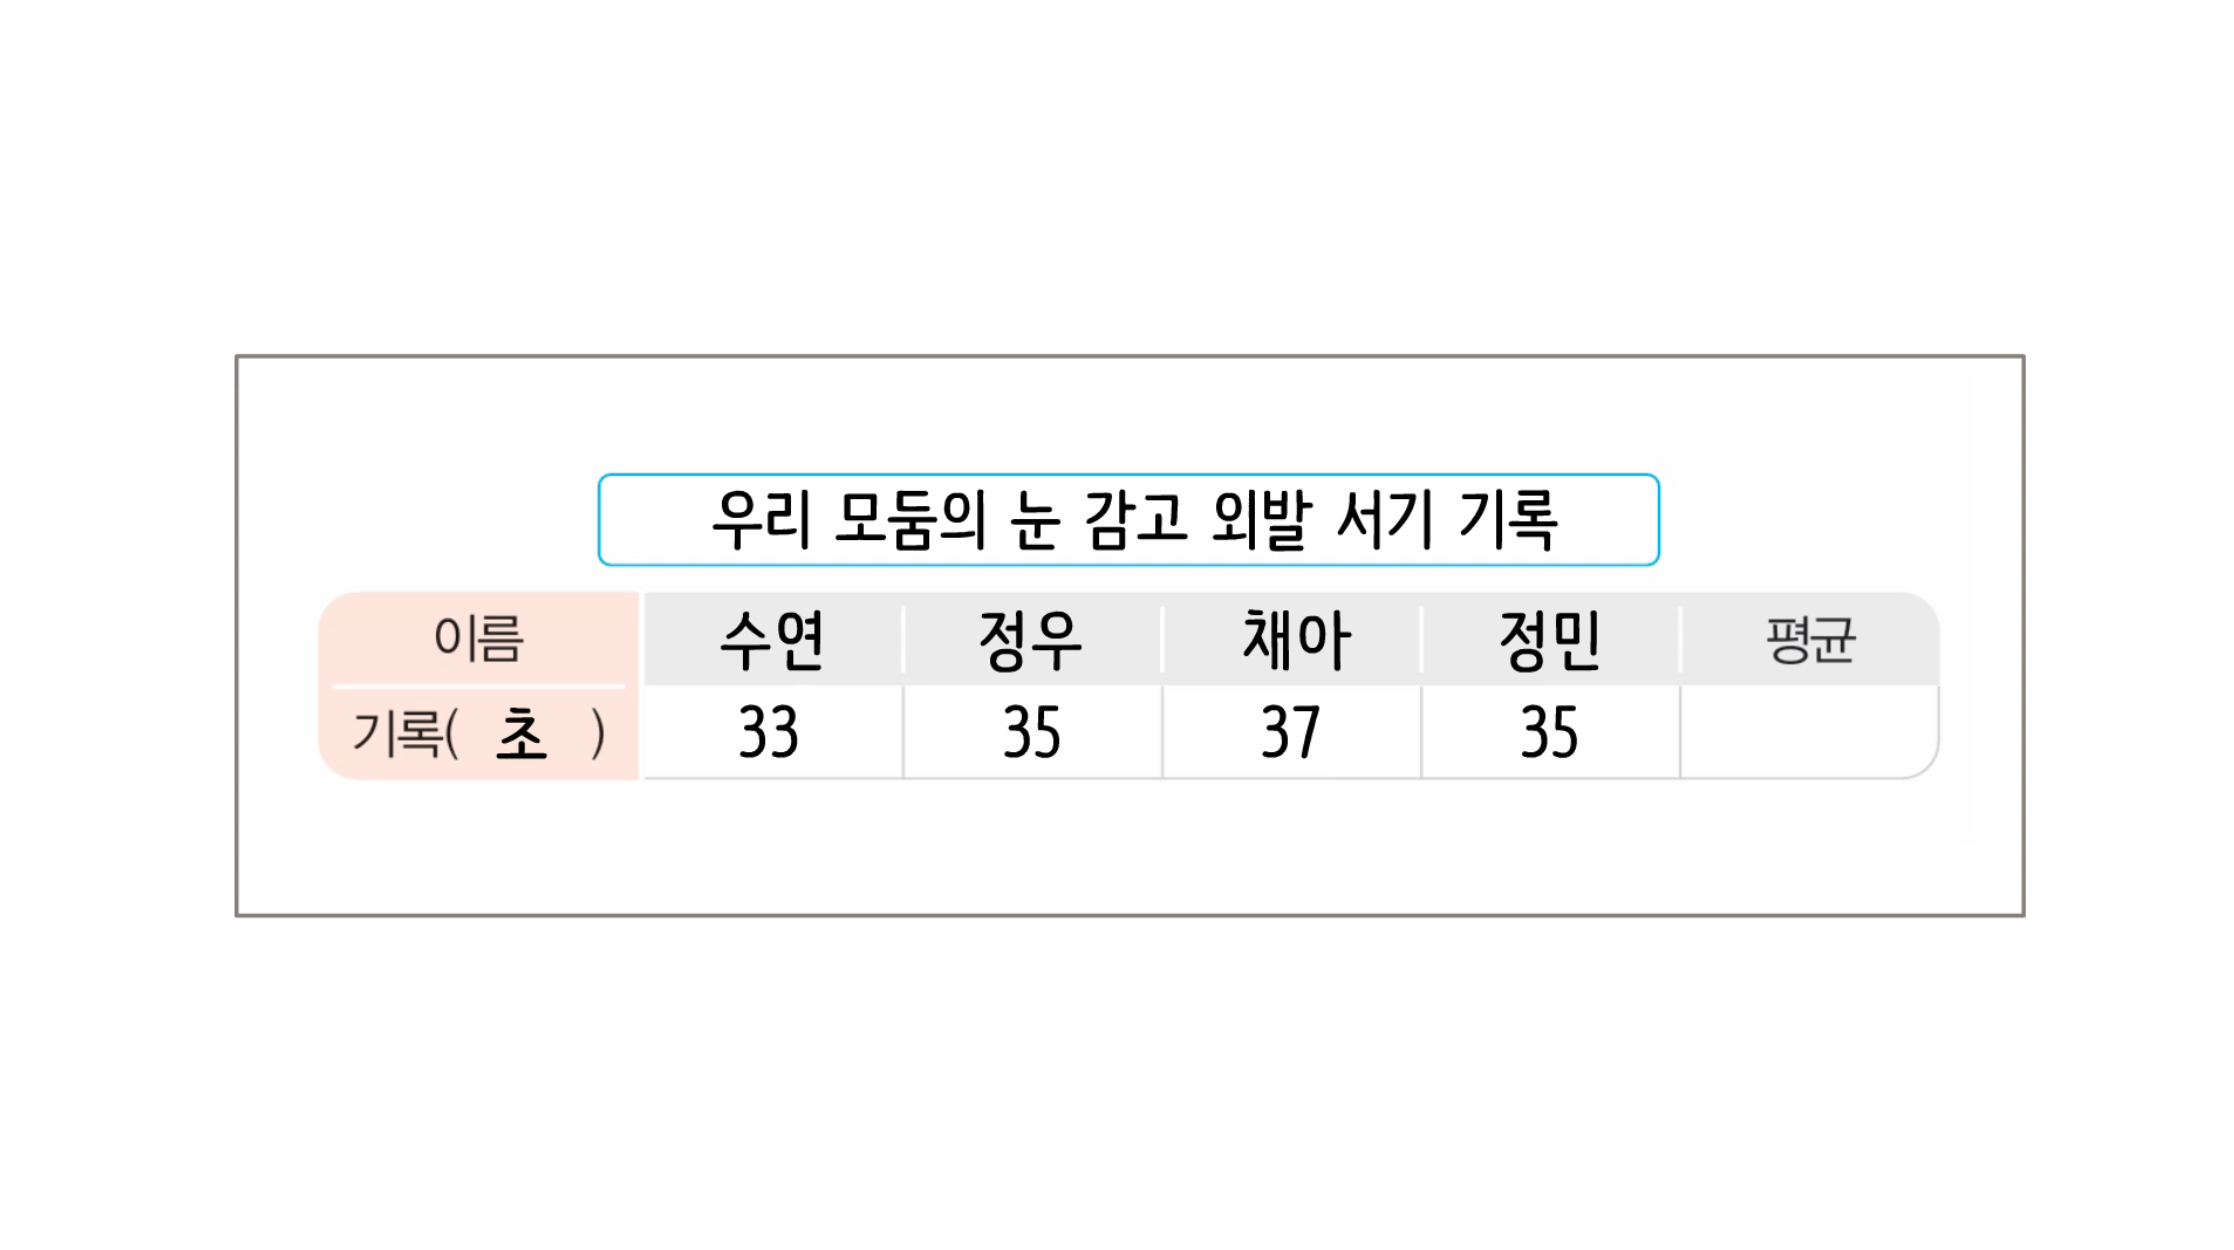 우리 모둠의 눈 감고 외발 서기 기록
이름 수연 정우 채아 정민 평균
기록( 초 ) 33 35 37 35